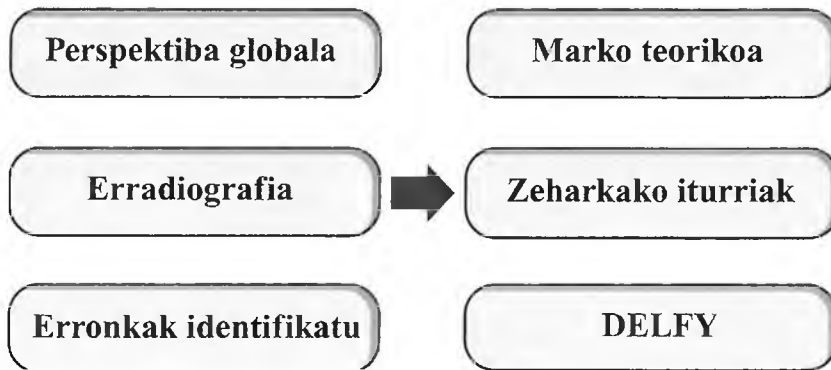 Perspektiba globala
Marko teorikoa
Erradiografia
Zeharkako iturriak
Erronkak identifikatu
DELFY